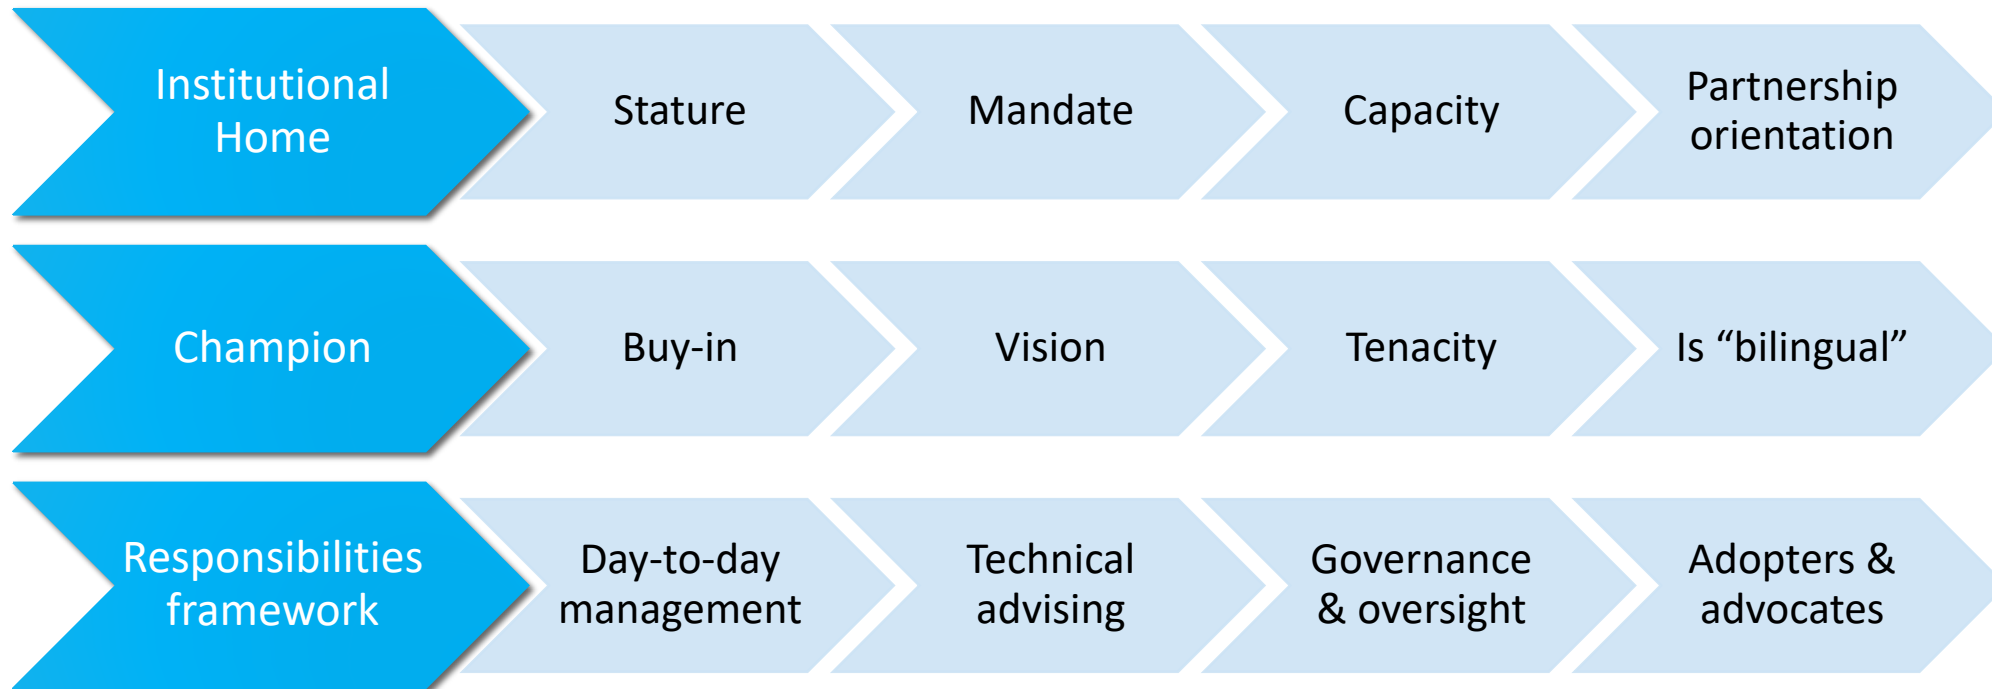 Institutional
Home
Stature
Mandate
Capacity
Partnership
orientation
Champion
Buy-in
Vision
Tenacity
Is “bilingual”
Responsibilities
framework
Day-to-day
management
Technical
advising
Governance
& oversight
Adopters &
advocates